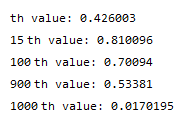 th value: 0.426003
15 th value: 0.810096
100 th value: 0.70094
900 th value: 0.53381
1000 th value: 0.0170195